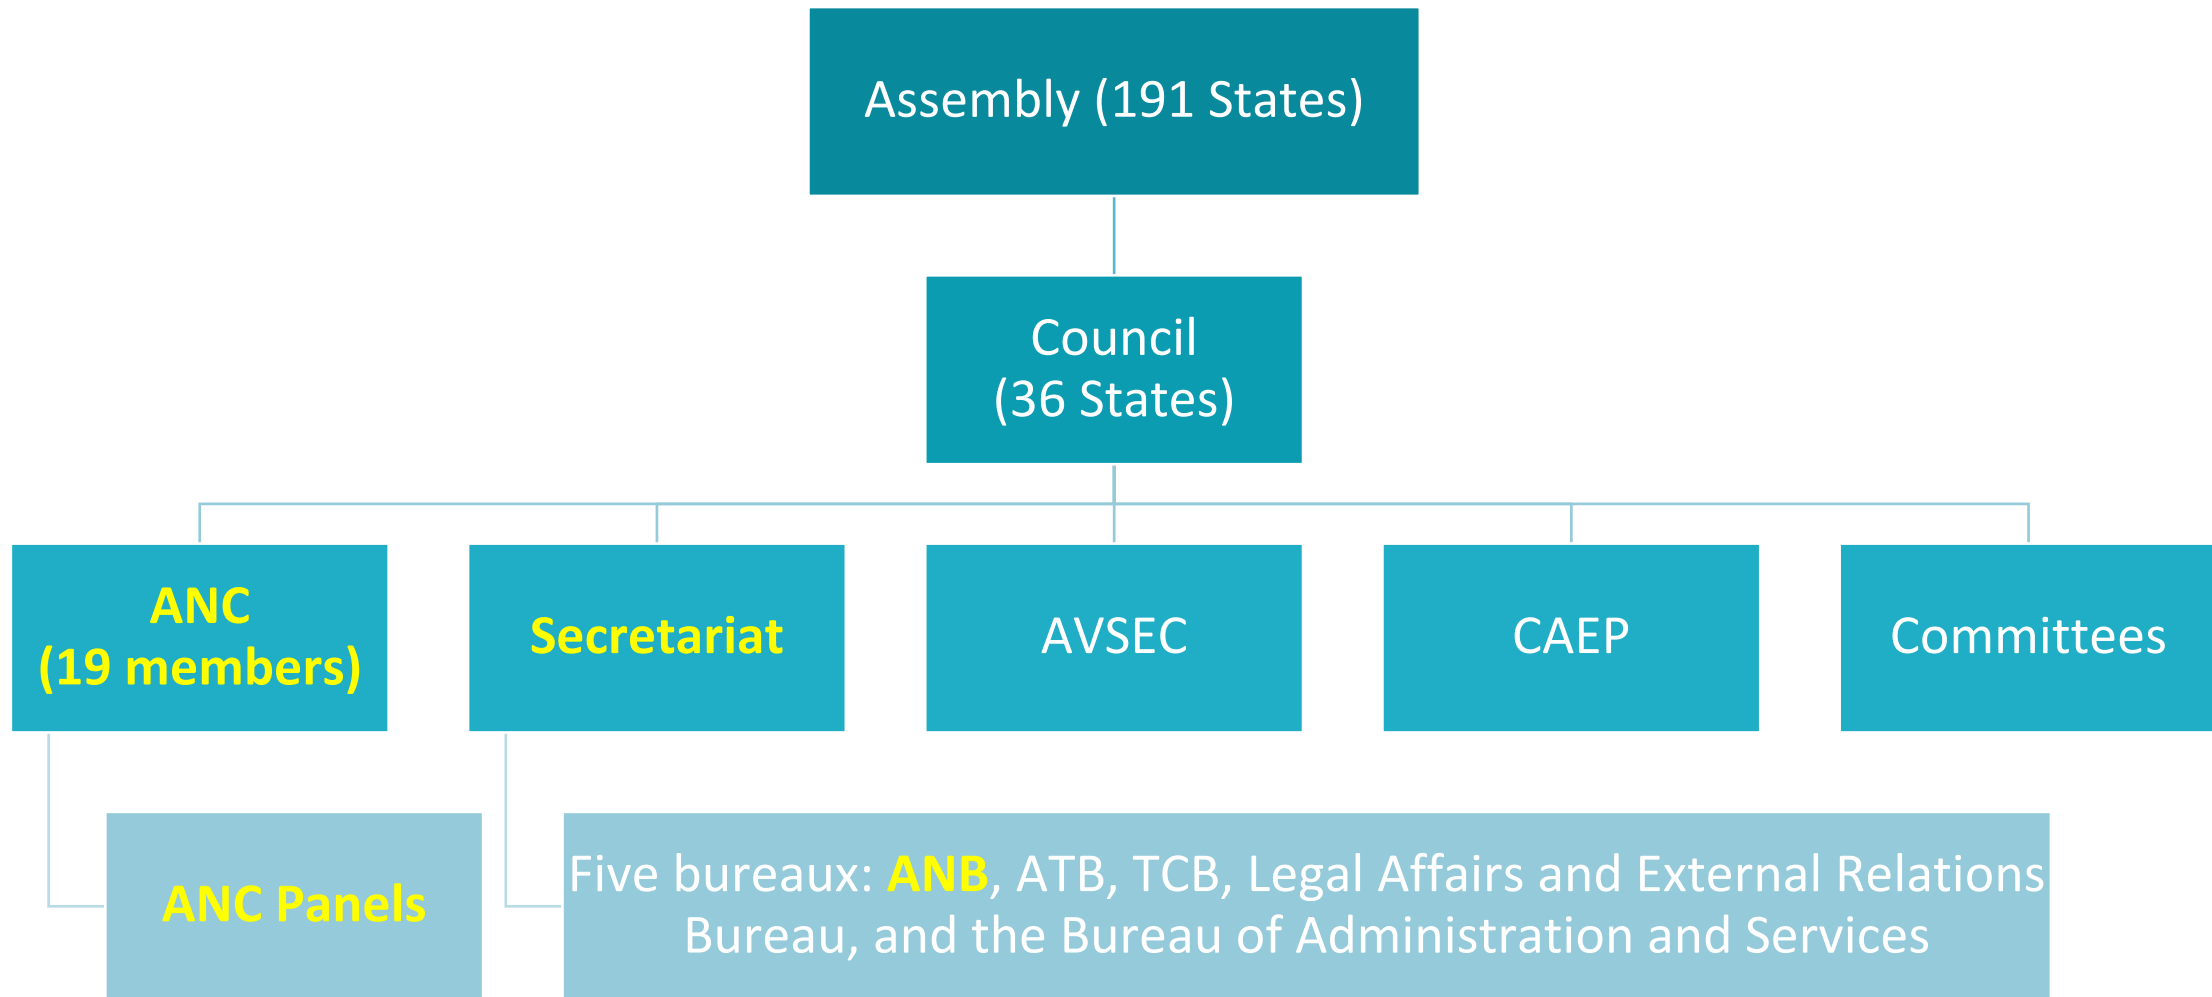 Assembly (191 States)
Council
(36 States)
ANC
(19 members)
Secretariat
AVSEC
CAEP
Committees
ANC Panels
Five bureaux: ANB, ATB, TCB, Legal Affairs and External Relations
Bureau, and the Bureau of Administration and Services